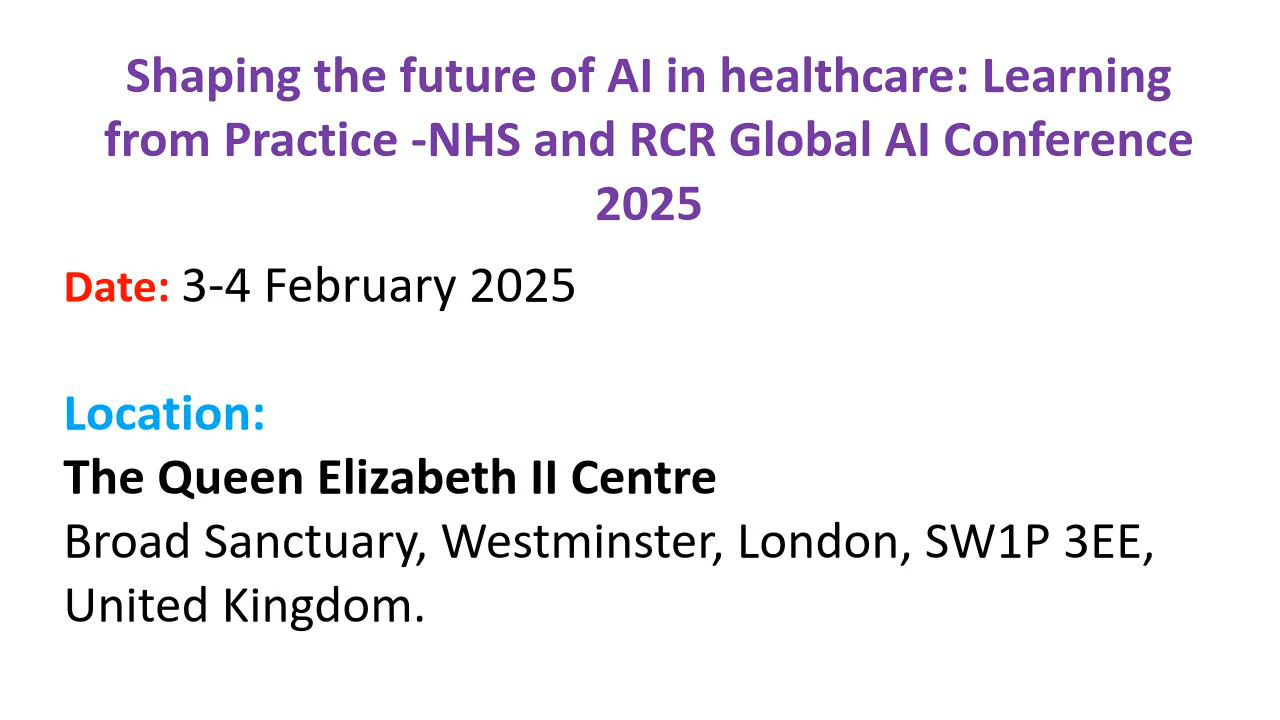 Shaping the future of AI in healthcare: Learning
from Practice -NHS and RCR Global AI Conference
2025
Date: 3-4 February 2025
Location:
The Queen Elizabeth II Centre
Broad Sanctuary, Westminster, London, SW1P 3EE,
United Kingdom.